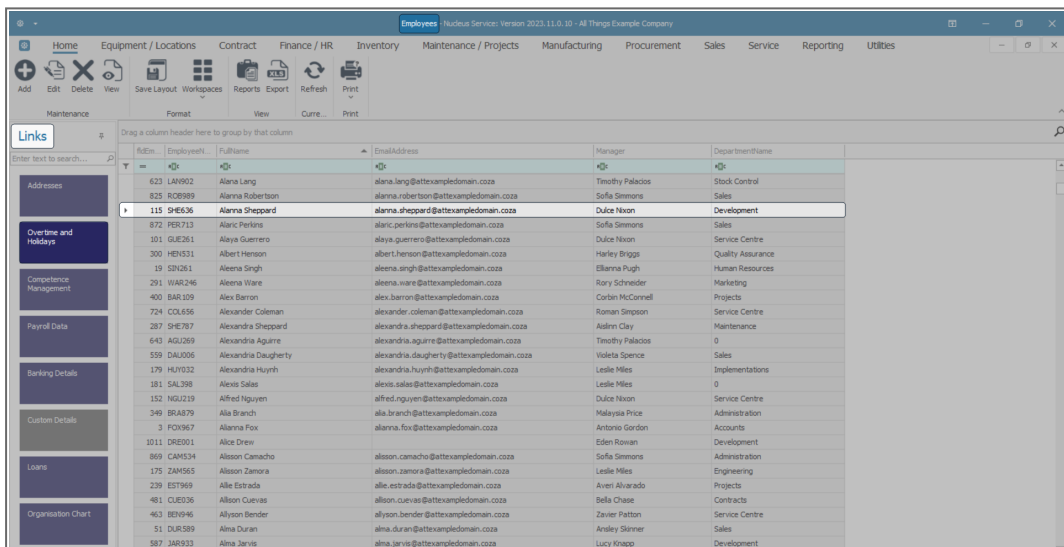 Employees - Nucleus Service: Version 2023.11.0.10 - All Things Example Company
Home Equipment / Locations Contract Finance / HR Inventory Maintenance / Projects Manufacturing Procurement Sales Service Reporting Utilities
Add Edit Delete View Save Layout Workspaces Reports Export Refresh Print
XLS
Maintenance Format View Curre... Print
Links
Drag a column header here to group by that column
Enter text to search...
fldEm... EmployeeN... FullName EmailAddress Manager DepartmentName
Addresses
Overtime and Holidays
Competence Management
Payroll Data
Banking Details
Custom Details
Loans
Organisation Chart
623 LAN902 Alana Lang alana.lang@attexampledomain.coza Timothy Palacios Stock Control
825 ROB989 Alanna Robertson alanna.robertson@attexampledomain.coza Sofia Simmons Sales
115 SHE636 Alanna Sheppard alanna.sheppard@attexampledomain.coza Dulce Nixon Development
872 PER713 Alaric Perkins alaric.perkins@attexampledomain.coza Sofia Simmons Sales
101 GUE261 Alaya Guerrero alaya.guerrero@attexampledomain.coza Dulce Nixon Service Centre
300 HEN531 Albert Henson albert.henson@attexampledomain.coza Harley Briggs Quality Assurance
19 SIN261 Aleena Singh aleena.singh@attexampledomain.coza Ellianna Pugh Human Resources
291 WAR246 Aleena Ware aleena.ware@attexampledomain.coza Rory Schneider Marketing
400 BAR109 Alex Barron alex.barron@attexampledomain.coza Corbin McConnell Projects
724 COL656 Alexander Coleman alexander.coleman@attexampledomain.coza Roman Simpson Service Centre
287 SHE787 Alexandra Sheppard alexandra.sheppard@attexampledomain.coza Aislinn Clay Maintenance
643 AGU269 Alexandria Aguirre alexandria.aguirre@attexampledomain.coza Timothy Palacios 0
559 DAU006 Alexandria Daugherty alexandria.daugherty@attexampledomain.coza Violeta Spence Sales
179 HUY032 Alexandria Huynh alexandria.huynh@attexampledomain.coza Leslie Miles Implementations
181 SAL398 Alexis Salas alexis.salas@attexampledomain.coza Leslie Miles 0
152 NGU219 Alfred Nguyen alfred.nguyen@attexampledomain.coza Dulce Nixon Service Centre
349 BRA879 Alia Branch alia.branch@attexampledomain.coza Malaysia Price Administration
3 FOX967 Alianna Fox alianna.fox@attexampledomain.coza Antonio Gordon Accounts
1011 DRE001 Alice Drew Eden Rowan Development
869 CAM534 Alisson Camacho alisson.camacho@attexampledomain.coza Sofia Simmons Administration
175 ZAM565 Alisson Zamora alisson.zamora@attexampledomain.coza Leslie Miles Engineering
239 EST969 Allie Estrada allie.estrada@attexampledomain.coza Averi Alvarado Projects
481 CUE036 Allison Cuevas allison.cuevas@attexampledomain.coza Bella Chase Contracts
463 BEN946 Allyson Bender allyson.bender@attexampledomain.coza Zavier Patton Service Centre
51 DUR589 Alma Duran alma.duran@attexampledomain.coza Ansley Skinner Sales
587 JAR933 Alma Jarvis alma.jarvis@attexampledomain.coza Lucy Knapp Development